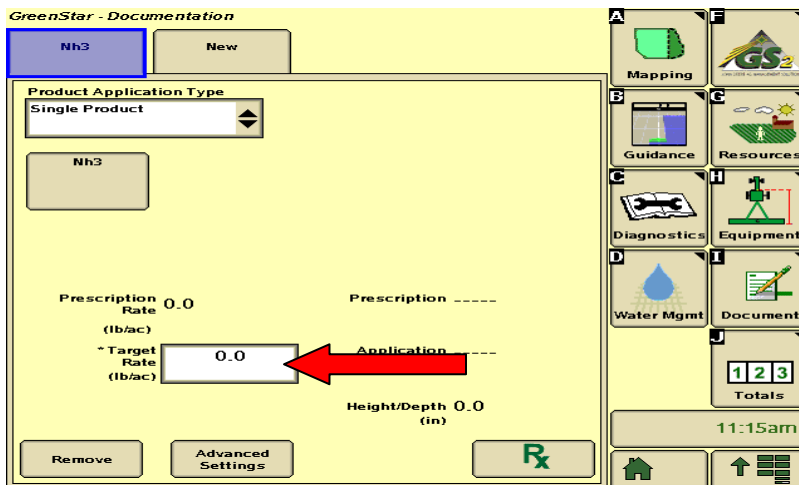 GreenStar - Documentation
Nh3
New
Product Application Type
Single Product
Nh3
Prescription
Rate
0.0
(lb/ac)
Prescription -----
* Target
Rate
(lb/ac)
0.0
Application -----
Height/Depth 0.0
(in)
Remove
Advanced
Settings
Rx
A
Mapping
F
GS2
B
Guidance
G
Resources
C
Diagnostics
H
Equipment
D
Water Mgmt
I
Document
J
1 2 3
Totals
11:15am